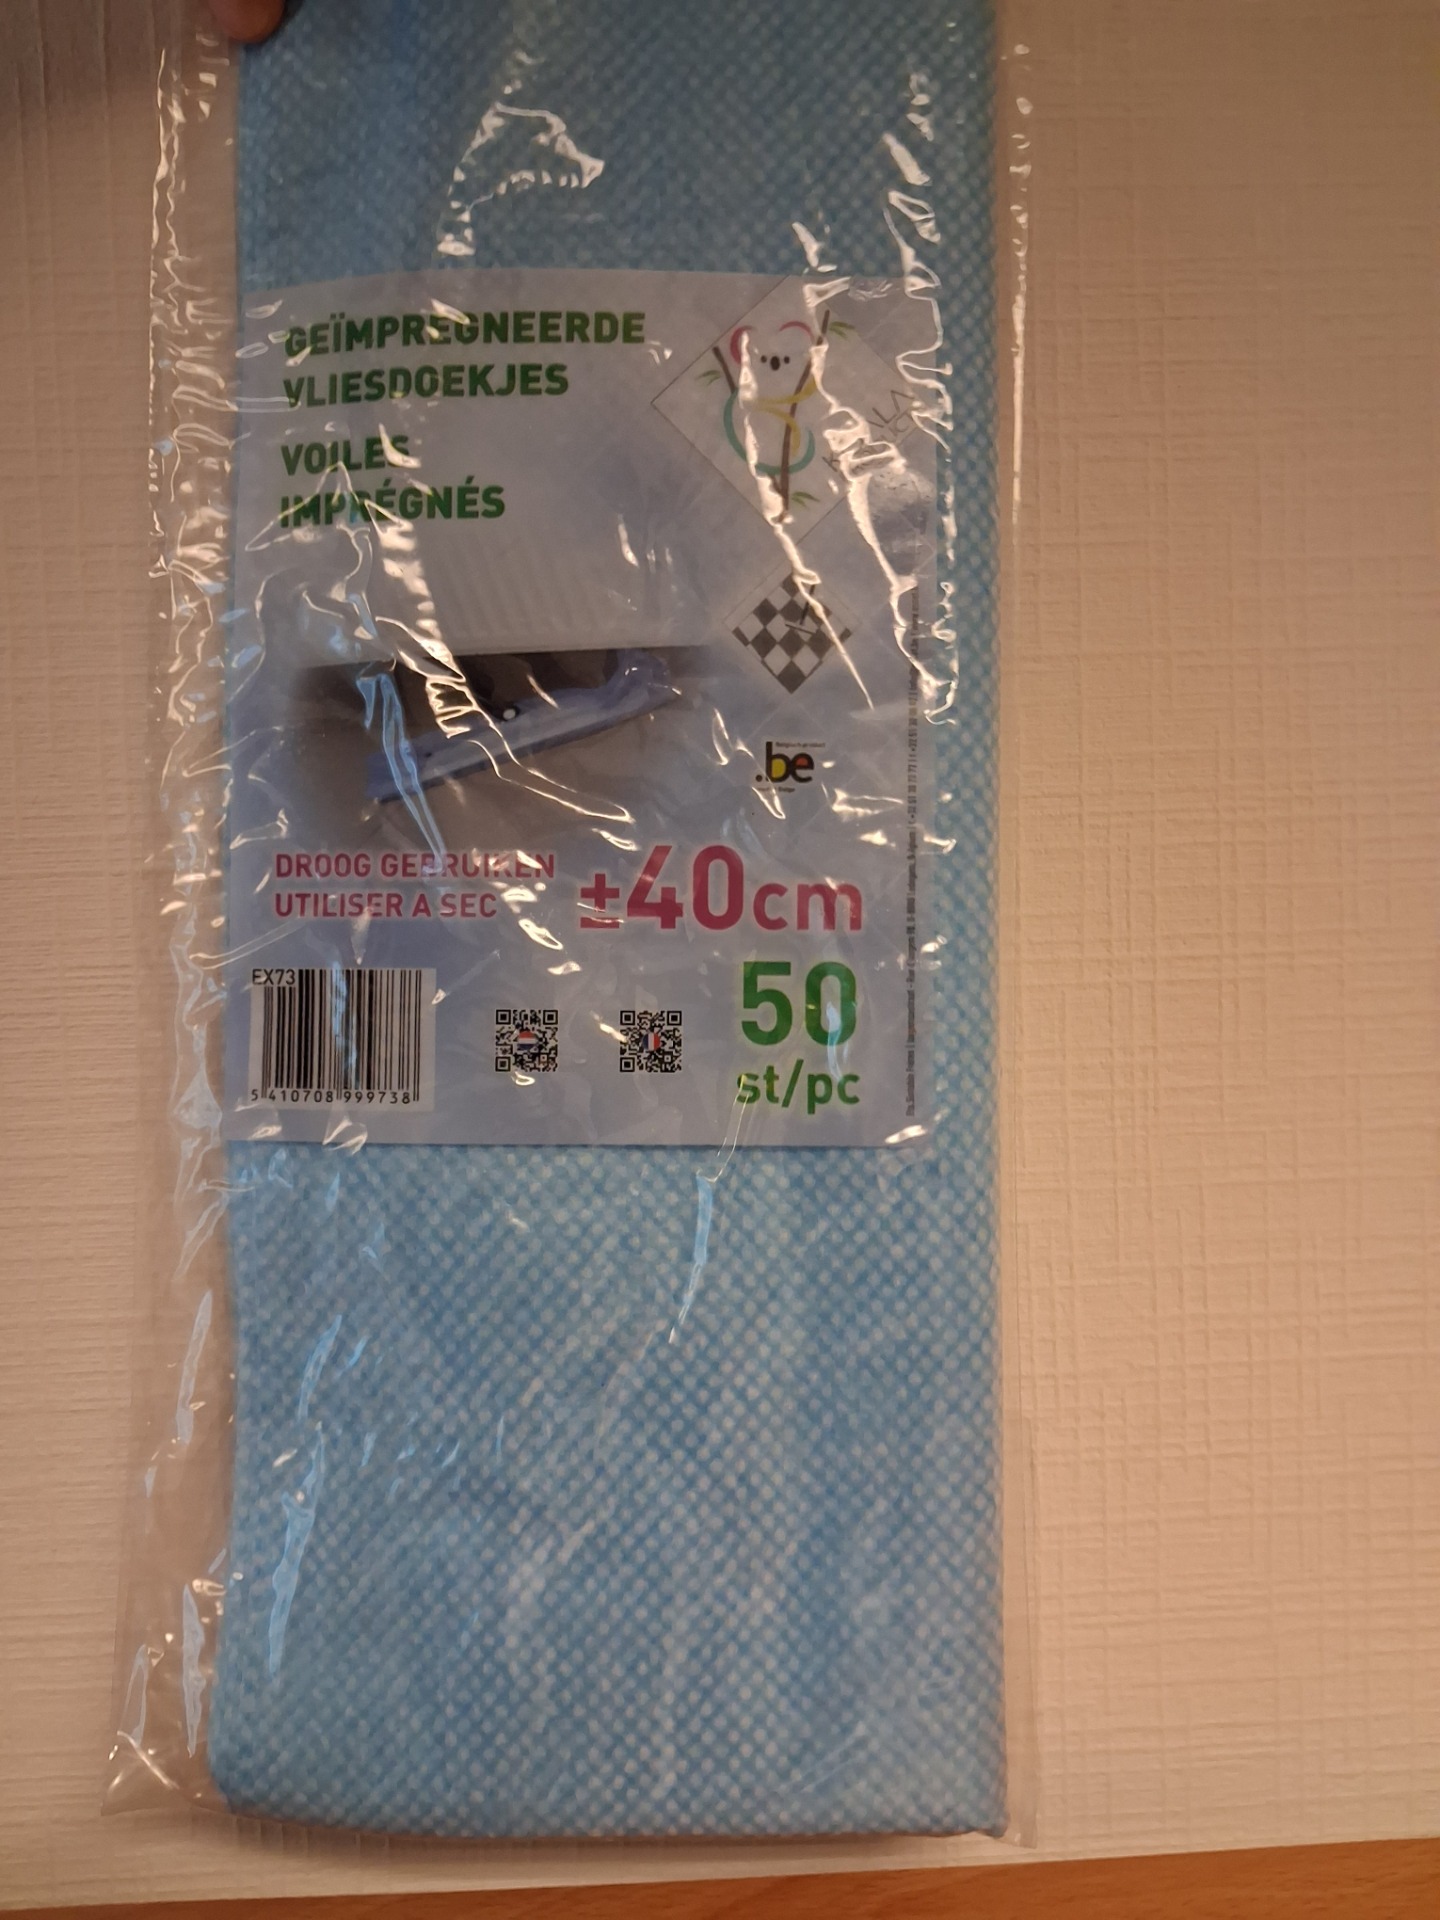 GEÏMPREGNEERDE
VLIESDOEKJES
VOILES
IMPRÉGNÉS
.be
DROOG GEBRUIKEN
UTILISER A SEC
±40cm
EX73
5 410708 999738
50
st/pc